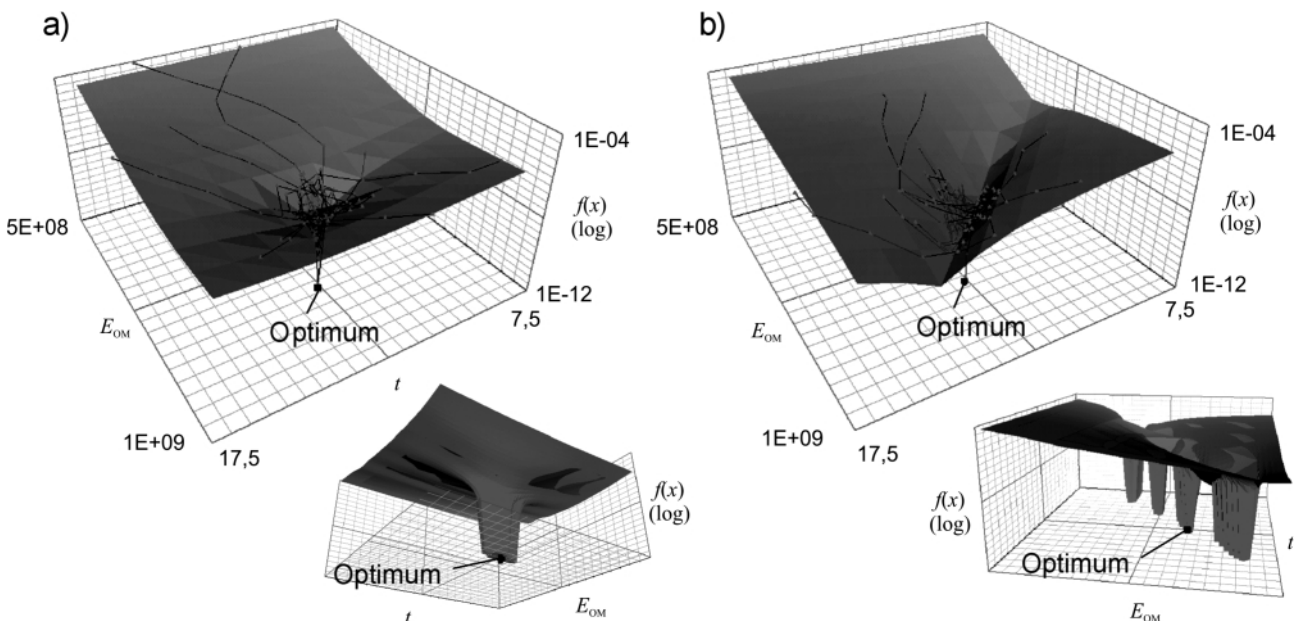 a)
1E-04
5E+08
f(x)
(log)
1E-12
7,5
Optimum
E_OM
t
1E+09
17,5
f(x)
(log)
Optimum
t
E_OM
b)
1E-04
5E+08
f(x)
(log)
1E-12
7,5
Optimum
E_OM
1E+09
17,5
f(x)
(log)
t
Optimum
E_OM